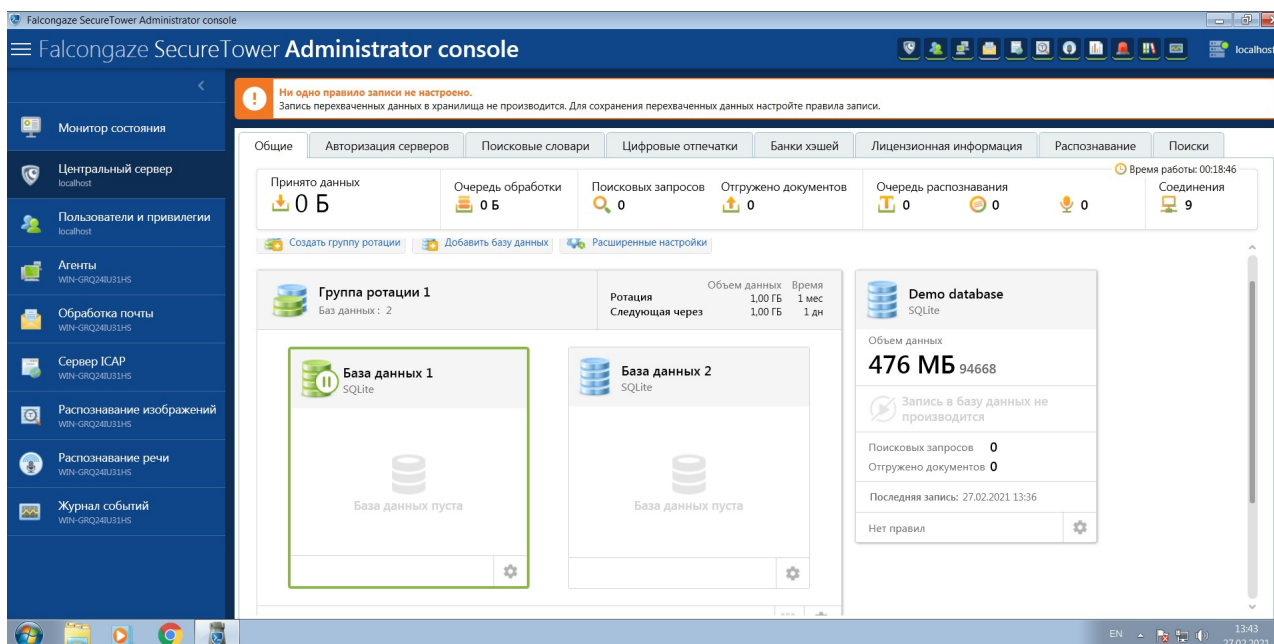 Falcongaze SecureTower Administrator console
Falcongaze SecureTower Administrator console
localhost
Ни одно правило записи не настроено.
Запись перехваченных данных в хранилища не производится. Для сохранения перехваченных данных настройте правила записи.
Монитор состояния
Центральный сервер
localhost
Пользователи и привилегии
localhost
Агенты
WIN-GRQ24IU31HS
Обработка почты
WIN-GRQ24IU31HS
Сервер ICAP
WIN-GRQ24IU31HS
Распознавание изображений
WIN-GRQ24IU31HS
Распознавание речи
WIN-GRQ24IU31HS
Журнал событий
WIN-GRQ24IU31HS
Общие Авторизация серверов Поисковые словари Цифровые отпечатки Банки хэшей Лицензионная информация Распознавание Поиски
Время работы: 00:18:46
Принято данных Очередь обработки Поисковых запросов Отгружено документов Очередь распознавания Соединения
0 Б 0 Б 0 0 0 0 0 9
Создать группу ротации Добавить базу данных Расширенные настройки
Группа ротации 1
Баз данных: 2
Объем данных Время
Ротация 1,00 ГБ 1 мес
Следующая через 1,00 ГБ 1 дн
База данных 1
SQLite
База данных пуста
База данных 2
SQLite
База данных пуста
Demo database
SQLite
Объем данных
476 МБ 94668
Запись в базу данных не
производится
Поисковых запросов 0
Отгружено документов 0
Последняя запись: 27.02.2021 13:36
Нет правил
EN
13:43
27.02.2021